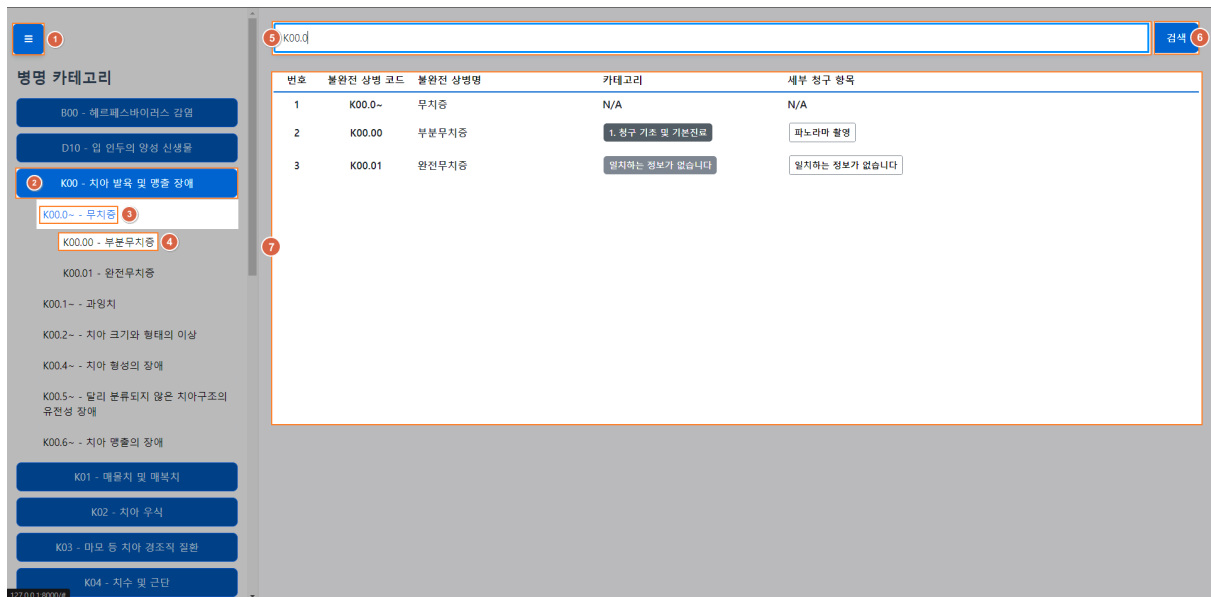 1
병명 카테고리
B00 - 헤르페스바이러스 감염
D10 - 입 인두의 양성 신생물
2 K00 - 치아 발육 및 맹출 장애
K00.0~ - 무치증 3
K00.00 - 부분무치증 4
K00.01 - 완전무치증
K00.1~ - 과잉치
K00.2~ - 치아 크기와 형태의 이상
K00.4~ - 치아 형성의 장애
K00.5~ - 달리 분류되지 않은 치아구조의
유전성 장애
K00.6~ - 치아 맹출의 장애
K01 - 매몰치 및 매복치
K02 - 치아 우식
K03 - 마모 등 치아 경조직 질환
K04 - 치수 및 근단
127.0.0.1:8000/#
5 K00.0 검색 6
번호 불완전 상병 코드 불완전 상병명 카테고리 세부 청구 항목
1 K00.0~ 무치증 N/A N/A
2 K00.00 부분무치증 1. 청구 기초 및 기본진료 파노라마 촬영
3 K00.01 완전무치증 일치하는 정보가 없습니다 일치하는 정보가 없습니다
7